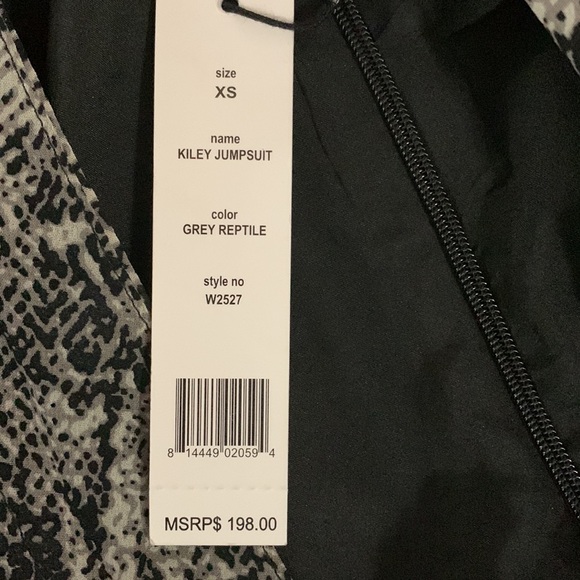 size
XS
name
KILEY JUMPSUIT
color
GREY REPTILE
style no
W2527
8 14449 02059 4
MSRP$ 198.00